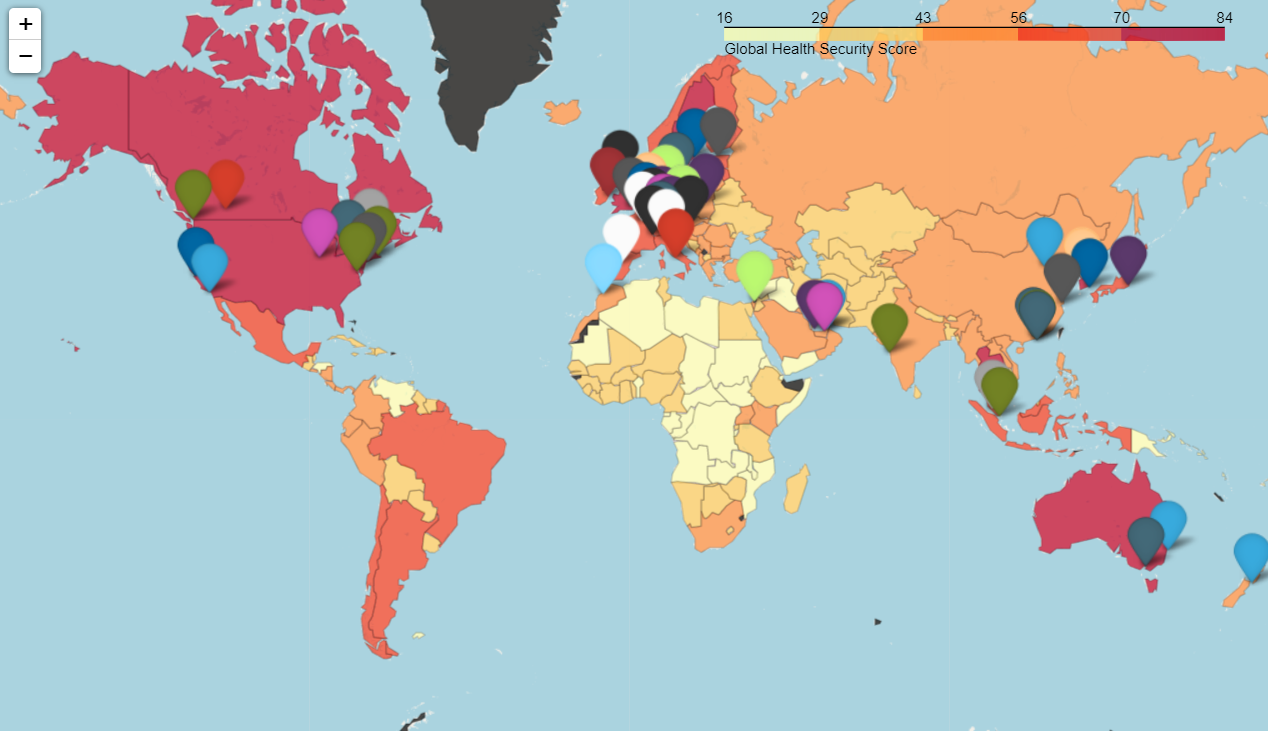 +
−
16 29 43 56 70 84
Global Health Security Score